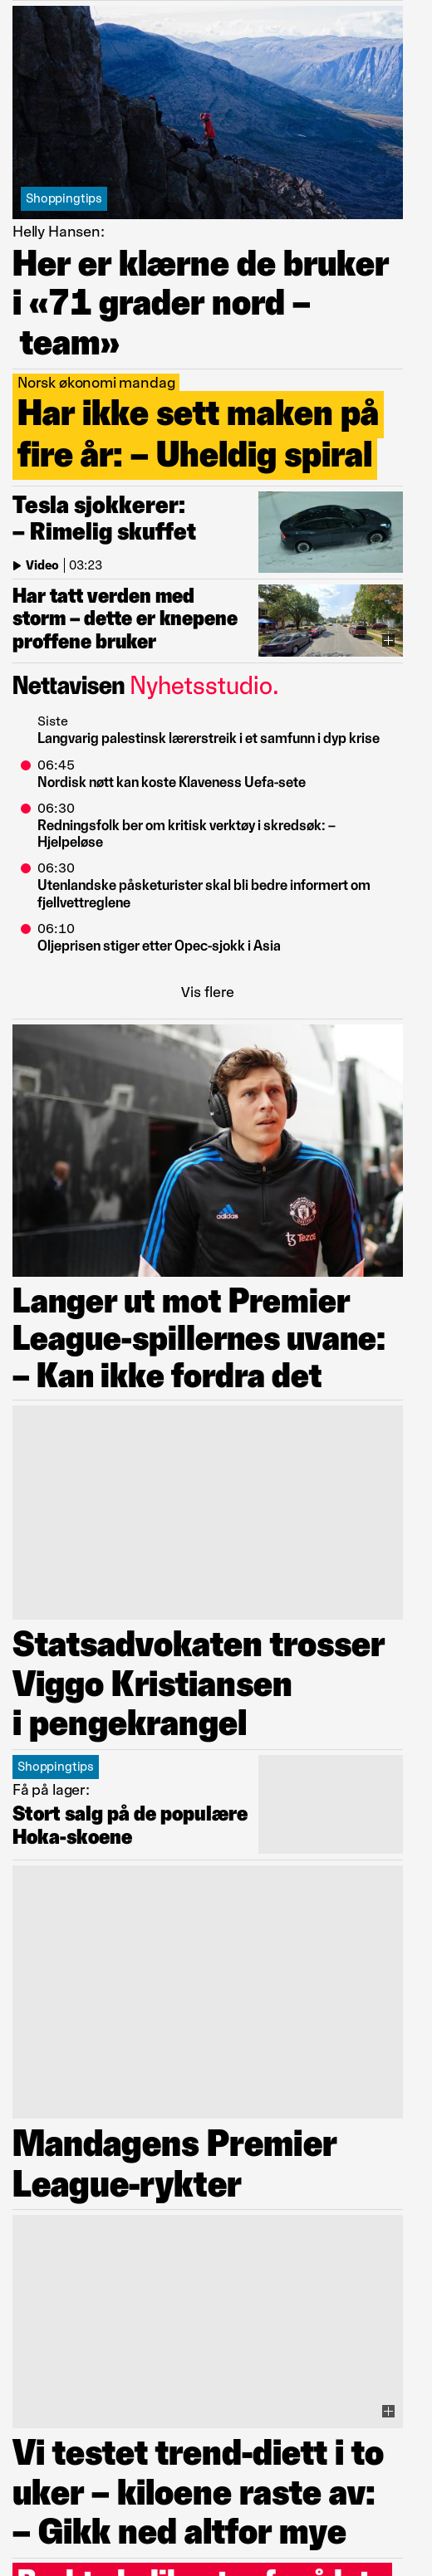 Shoppingtips
Helly Hansen:
Her er klærne de bruker
i «71 grader nord –
team»
Norsk økonomi mandag
Har ikke sett maken på
fire år: – Uheldig spiral
Tesla sjokkerer:
– Rimelig skuffet
Video | 03:23
Har tatt verden med
storm – dette er knepene
proffene bruker
Nettavisen Nyhetsstudio.
Siste
Langvarig palestinsk lærerstreik i et samfunn i dyp krise
06:45
Nordisk nøtt kan koste Klaveness Uefa-sete
06:30
Redningsfolk ber om kritisk verktøy i skredsøk: –
Hjelpeløse
06:30
Utenlandske påsketurister skal bli bedre informert om
fjellvettreglene
06:10
Oljeprisen stiger etter Opec-sjokk i Asia
Vis flere
adidas
Langer ut mot Premier
League-spillernes uvane:
– Kan ikke fordra det
Statsadvokaten trosser
Viggo Kristiansen
i pengekrangel
Shoppingtips
Få på lager:
Stort salg på de populære
Hoka-skoene
Mandagens Premier
League-rykter
Vi testet trend-diett i to
uker – kiloene raste av:
– Gikk ned altfor mye